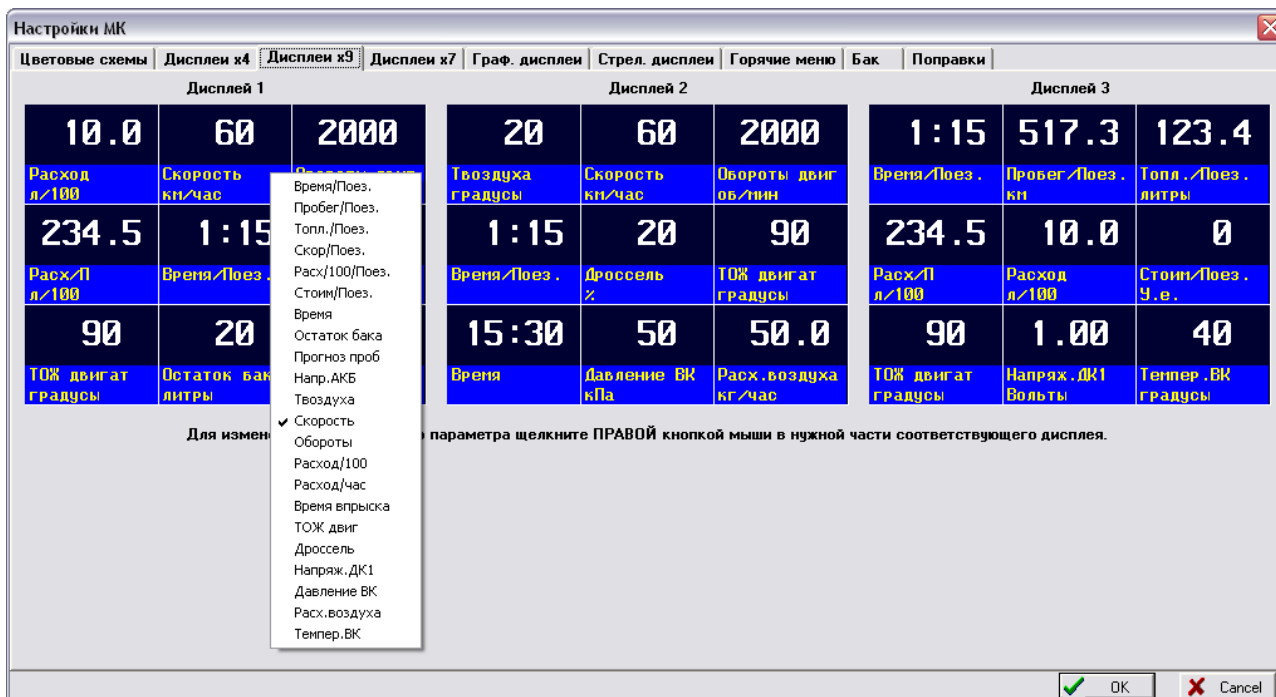 Настройки МК
Цветовые схемы Дисплеи x4 Дисплеи x9 Дисплеи x7 Граф. дисплеи Стрел. дисплеи Горячие меню Бак Поправки
Дисплей 1 Дисплей 2 Дисплей 3
10.0 60 2000 20 60 2000 1:15 517.3 123.4
Расход Скорость Твоздуха Скорость Обороты двиг Время/Поез. Пробег/Поез. Топл./Поез.
л/100 км/час градусы км/час об/мин км литры
234.5 1:15 1:15 20 90 234.5 10.0 0
Расх/П Время/Поез. Время/Поез. Дроссель ТОЖ двигат Расх/П Расход Стоим/Поез.
л/100 % градусы л/100 л/100 У.е.
90 20 15:30 50 50.0 90 1.00 40
ТОЖ двигат Остаток Время Давление ВК Расх.воздуха ТОЖ двигат Напряж.ДК1 Темпер.ВК
градусы литры кПа кг/час градусы Вольты градусы
Время/Поез.
Пробег/Поез.
Топл./Поез.
Скор/Поез.
Расх/100/Поез.
Стоим/Поез.
Время
Остаток бака
Прогноз проб
Напр.АКБ
Твоздуха
Скорость
Обороты
Расход/100
Расход/час
Время впрыска
ТОЖ двиг
Дроссель
Напряж.ДК1
Давление ВК
Расх.воздуха
Темпер.ВК
Для параметра щелкните ПРАВОЙ кнопкой мыши в нужной части соответствующего дисплея.
OK Cancel